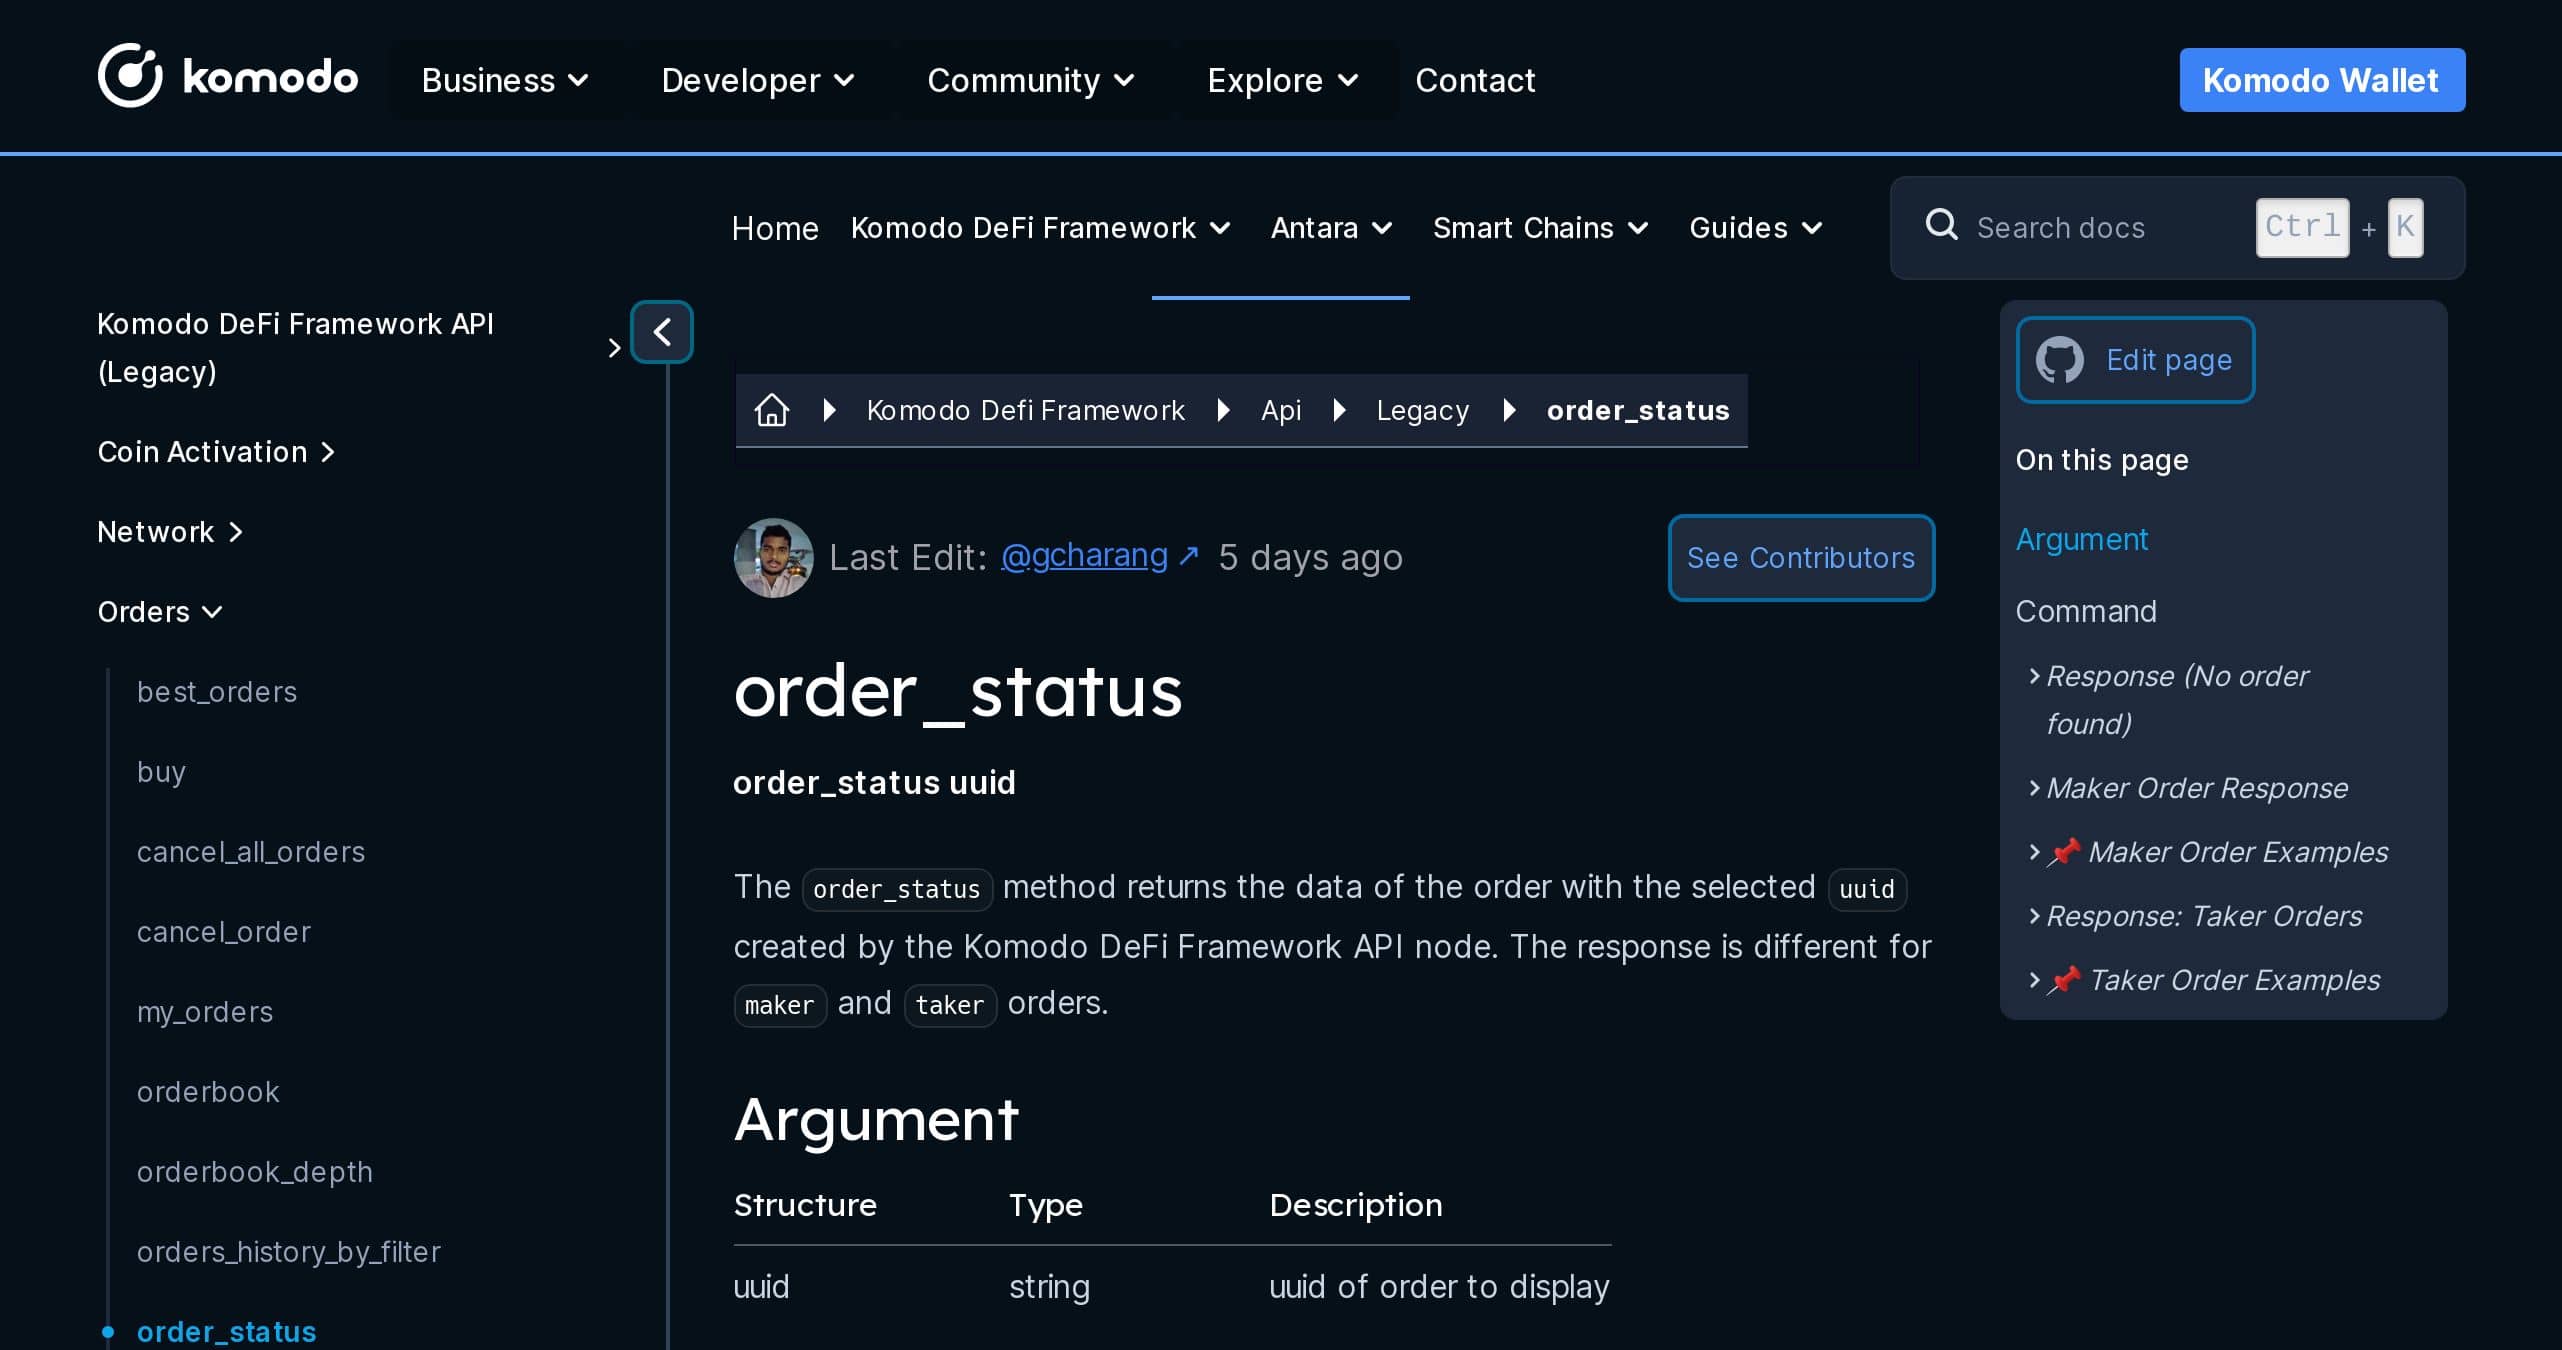 komodo Business Developer Community Explore Contact Komodo Wallet
Home Komodo DeFi Framework Antara Smart Chains Guides Search docs Ctrl + K
Komodo DeFi Framework API
(Legacy)
Coin Activation
Network
Orders
best_orders
buy
cancel_all_orders
cancel_order
my_orders
orderbook
orderbook_depth
orders_history_by_filter
order_status
Komodo Defi Framework Api Legacy order_status
Last Edit: @gcharang ↗ 5 days ago See Contributors
order_status
order_status uuid
The order_status method returns the data of the order with the selected uuid
created by the Komodo DeFi Framework API node. The response is different for
maker and taker orders.
Argument
Structure Type Description
uuid string uuid of order to display
Edit page
On this page
Argument
Command
Response (No order
found)
Maker Order Response
📌 Maker Order Examples
Response: Taker Orders
📌 Taker Order Examples